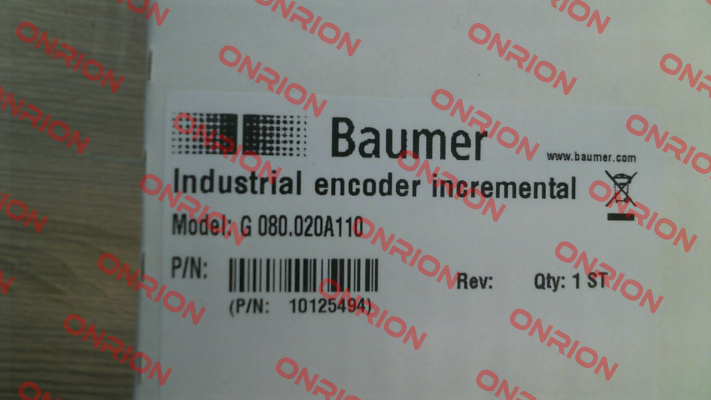 Baumer
www.baumer.com
Industrial encoder incremental
Model: G 080.020A110
P/N:
Rev: Qty: 1 ST
(P/N: 10125494)
ONRION